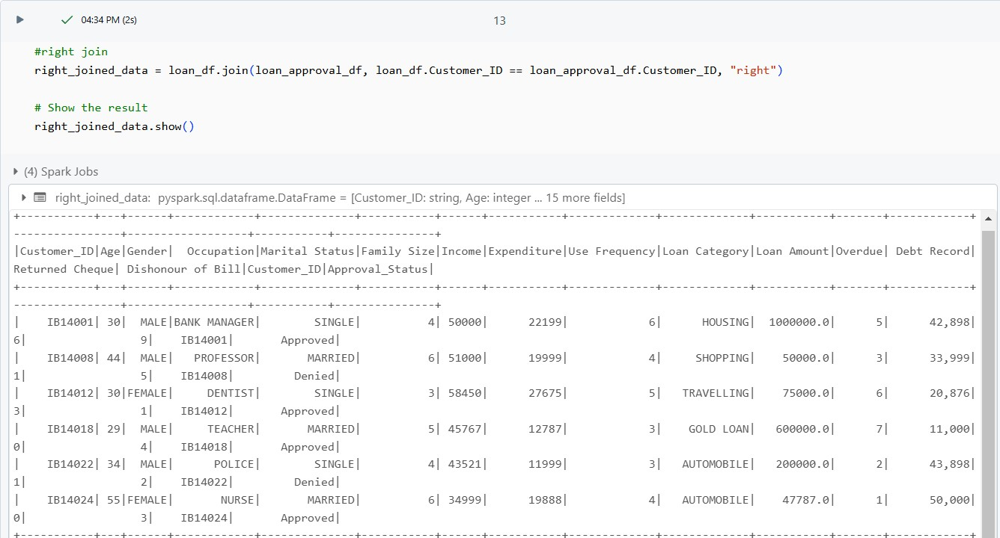 04:34 PM (2s)
13
#right join
right_joined_data = loan_df.join(loan_approval_df, loan_df.Customer_ID == loan_approval_df.Customer_ID, "right")
# Show the result
right_joined_data.show()
(4) Spark Jobs
right_joined_data: pyspark.sql.dataframe.DataFrame = [Customer_ID: string, Age: integer ... 15 more fields]
+-----------+---+------+------------+--------------+-----------+------+-----------+-------------+-------------+-----------+-------+------------+
----------------+------------------+-----------+---------------+
|Customer_ID|Age|Gender|  Occupation|Marital Status|Family Size|Income|Expenditure|Use Frequency|Loan Category|Loan Amount|Overdue| Debt Record|
Returned Cheque| Dishonour of Bill|Customer_ID|Approval_Status|
+-----------+---+------+------------+--------------+-----------+------+-----------+-------------+-------------+-----------+-------+------------+
----------------+------------------+-----------+---------------+
|    IB14001| 30|  MALE|BANK MANAGER|        SINGLE|          4| 50000|      22199|            6|      HOUSING|  1000000.0|      5|      42,898|
6|                 9|    IB14001|       Approved|
|    IB14008| 44|  MALE|   PROFESSOR|       MARRIED|          6| 51000|      19999|            4|     SHOPPING|    50000.0|      3|      33,999|
1|                 5|    IB14008|         Denied|
|    IB14012| 30|FEMALE|     DENTIST|        SINGLE|          3| 58450|      27675|            5|   TRAVELLING|    75000.0|      6|      20,876|
3|                 1|    IB14012|       Approved|
|    IB14018| 29|  MALE|     TEACHER|       MARRIED|          5| 45767|      12787|            3|    GOLD LOAN|   600000.0|      7|      11,000|
0|                 4|    IB14018|       Approved|
|    IB14022| 34|  MALE|      POLICE|        SINGLE|          4| 43521|      11999|            3|   AUTOMOBILE|   200000.0|      2|      43,898|
1|                 2|    IB14022|         Denied|
|    IB14024| 55|FEMALE|       NURSE|       MARRIED|          6| 34999|      19888|            4|   AUTOMOBILE|    47787.0|      1|      50,000|
0|                 3|    IB14024|       Approved|
+-----------+---+------+------------+--------------+-----------+------+-----------+-------------+-------------+-----------+-------+------------+